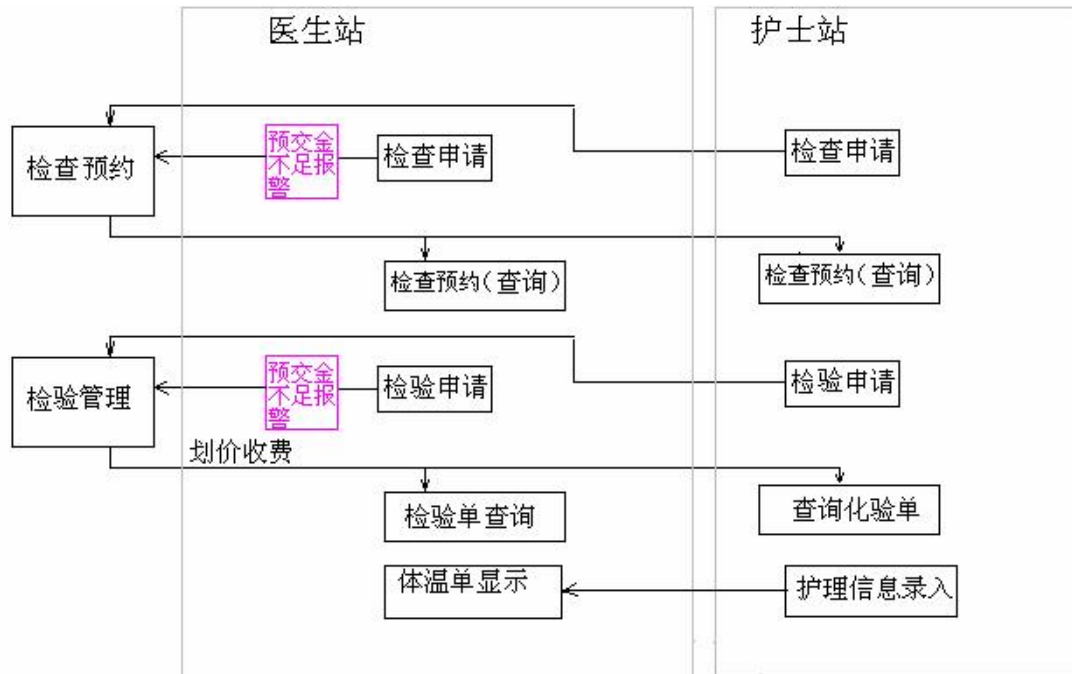 医生站
护士站
检查预约
预交金
不足报
警
检查申请
检查申请
检查预约(查询)
检查预约(查询)
检验管理
预交金
不足报
警
检验申请
检验申请
划价收费
检验单查询
查询化验单
体温单显示
护理信息录入